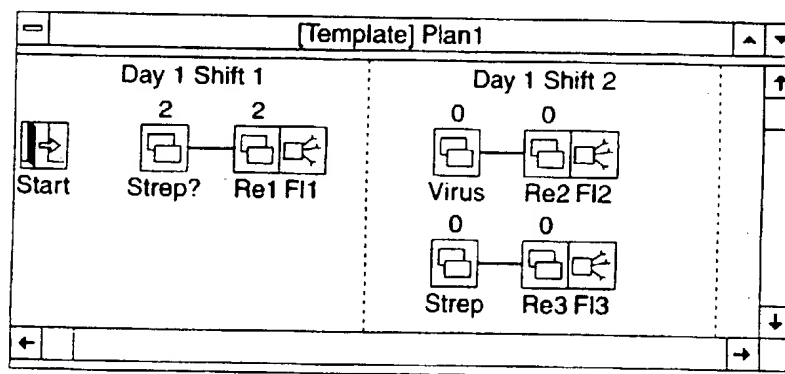 [Template] Plan1
Day 1 Shift 1 Day 1 Shift 2
2 2 0 0
Start Strep? Re1 Fl1 Virus Re2 Fl2
0 0
Strep Re3 Fl3